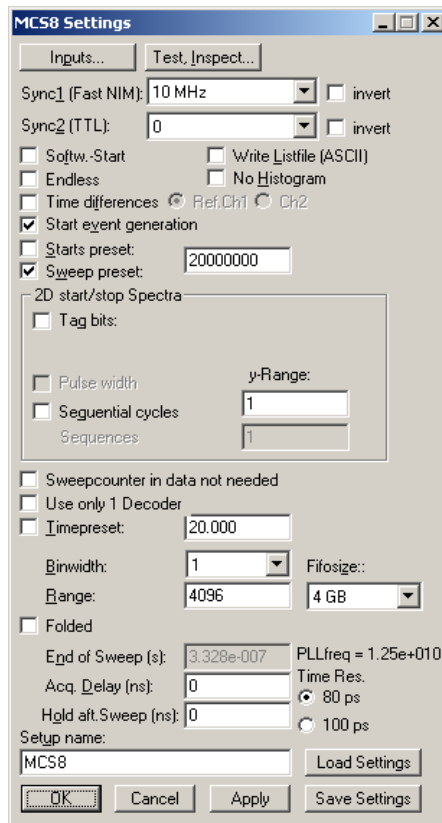 MCS8 Settings
Inputs... Test, Inspect...
Sync1 (Fast NIM): 10 MHz invert
Sync2 (TTL): 0 invert
Softw.-Start Write Listfile (ASCII)
Endless No Histogram
Time differences Ref.Ch1 Ch2
Start event generation
Starts preset:
Sweep preset: 20000000
2D start/stop Spectra
Tag bits:
Pulse width y-Range:
Sequential cycles 1
Sequences 1
Sweepcounter in data not needed
Use only 1 Decoder
Timepreset: 20.000
Binwidth: 1 Fifosize::
Range: 4096 4 GB
Folded
End of Sweep (s): 3.328e-007 PLLfreq = 1.25e+010
Acq. Delay (ns): 0 Time Res.
80 ps
Hold aft.Sweep (ns): 0 100 ps
Setup name:
MCS8 Load Settings
OK Cancel Apply Save Settings